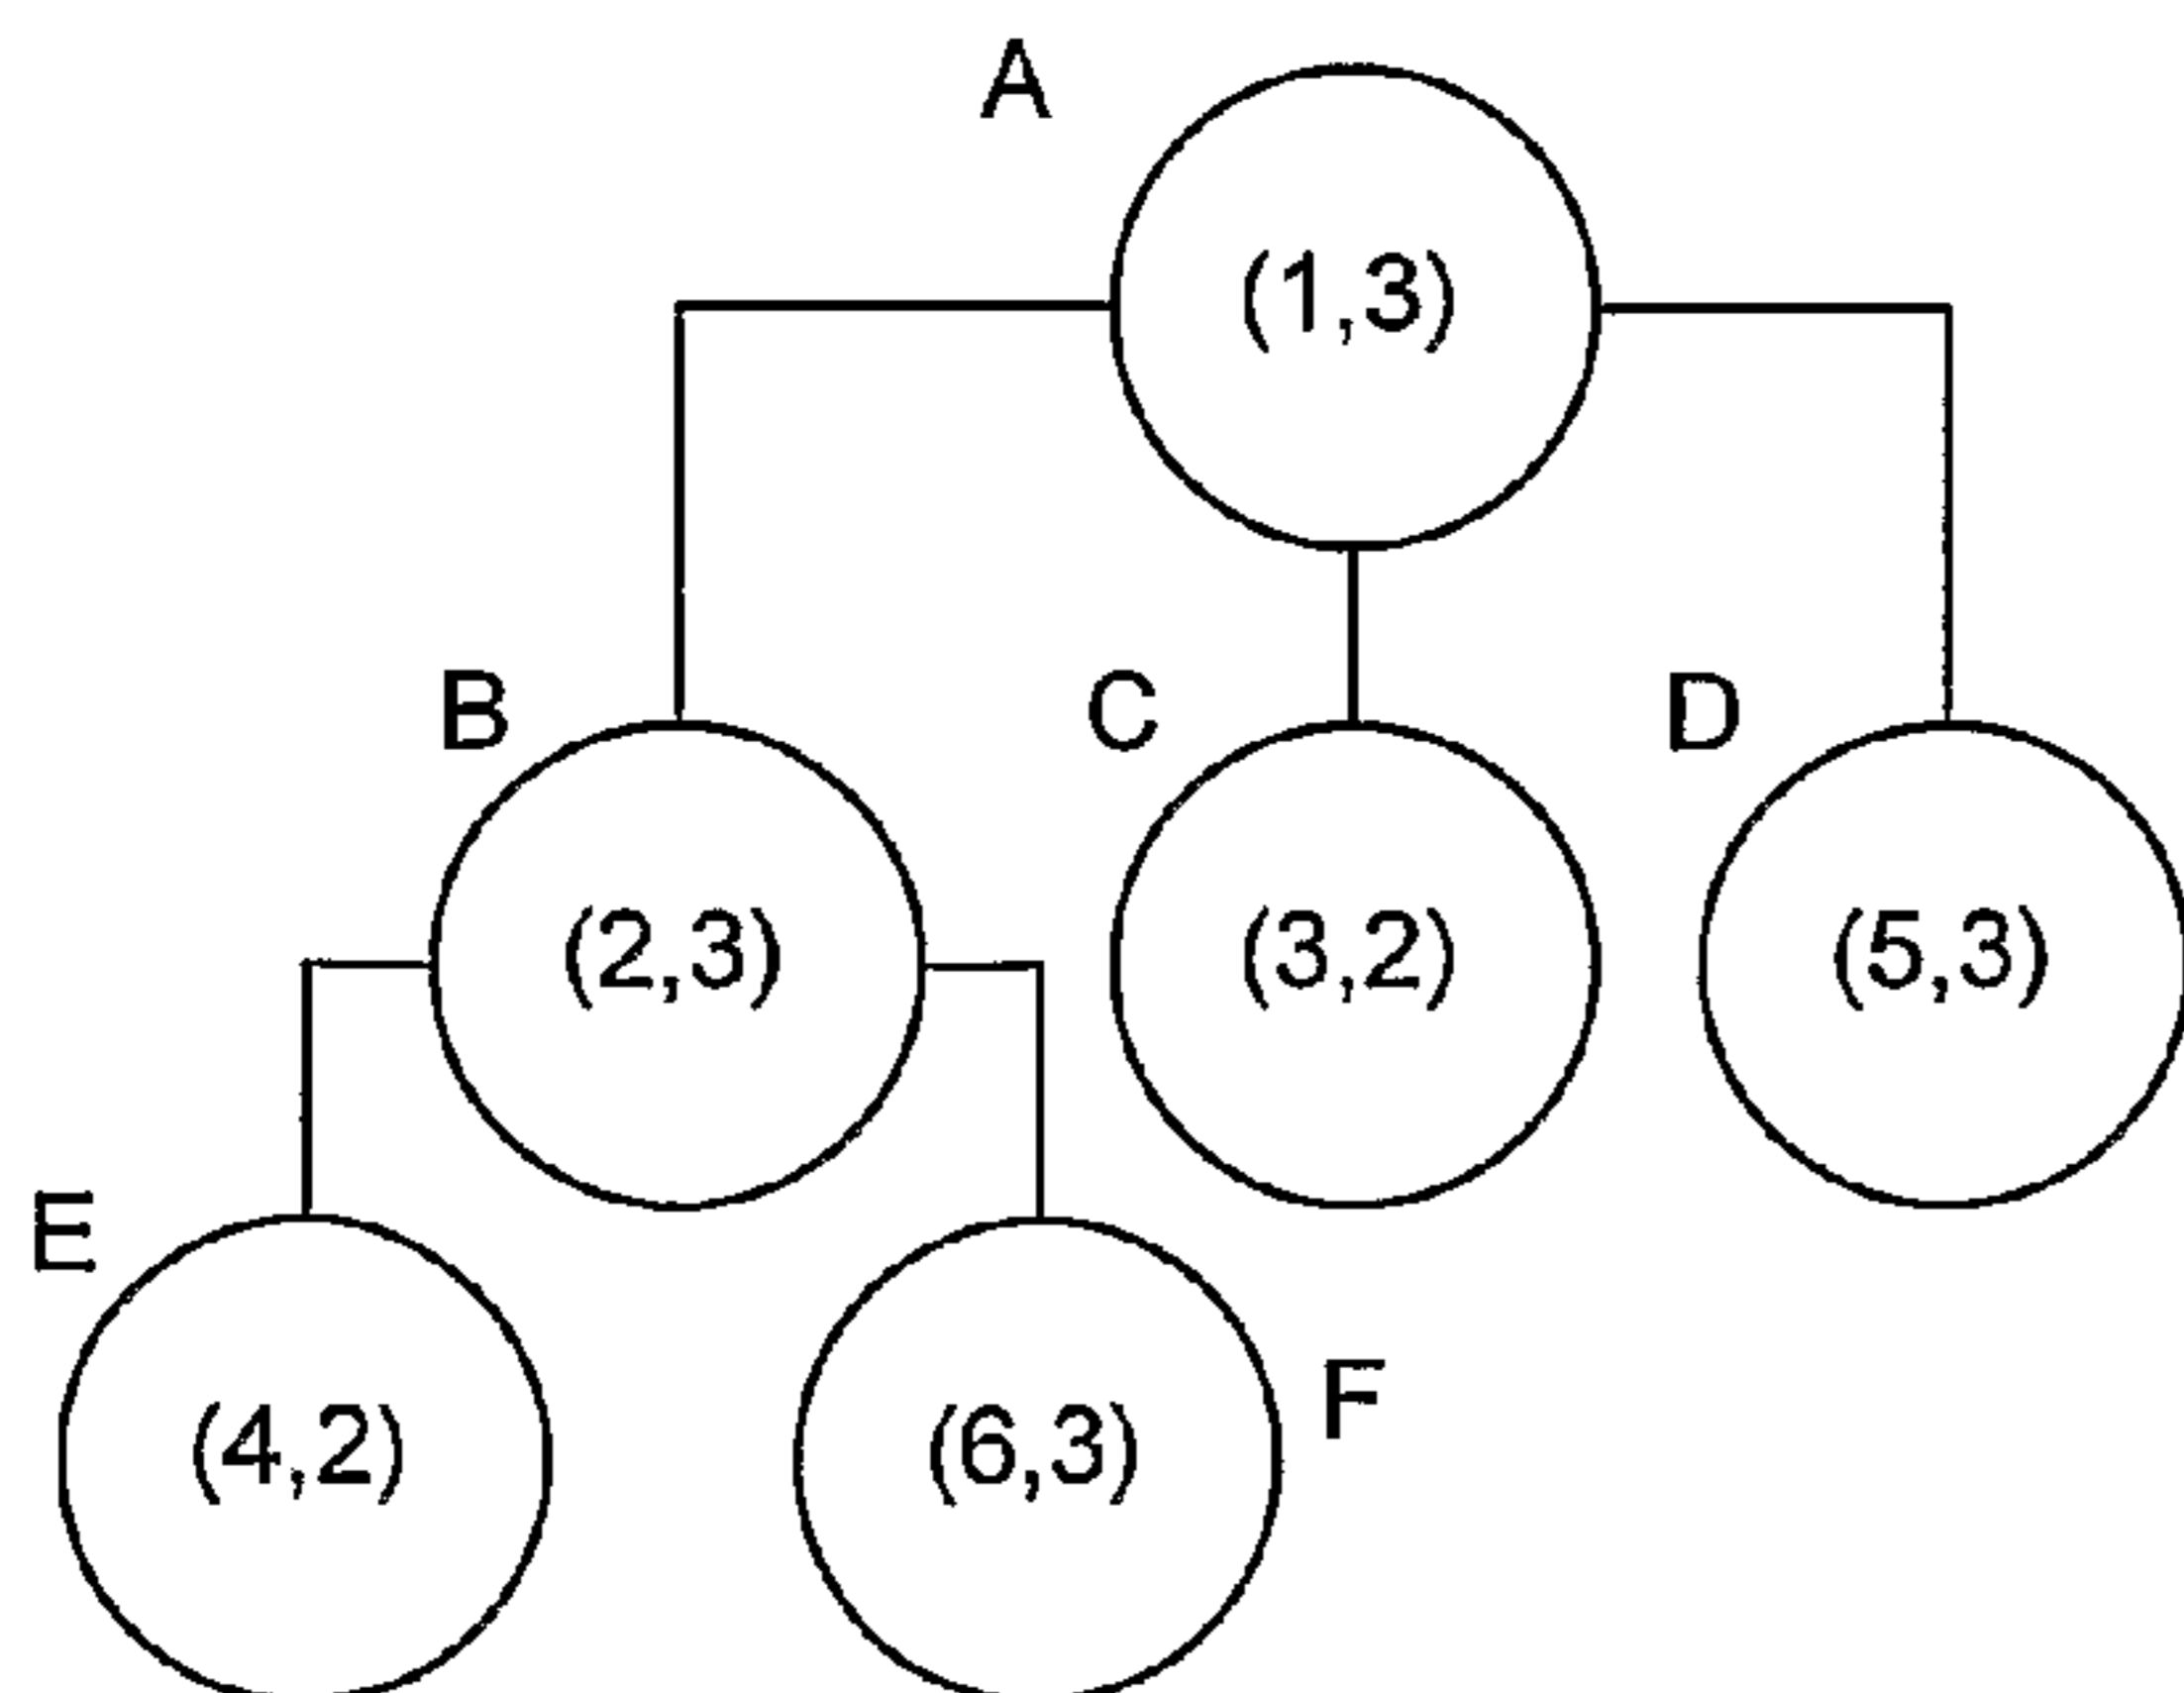 A
(1,3)
B
C
D
(2,3)
(3,2)
(5,3)
E
(4,2)
(6,3)
F